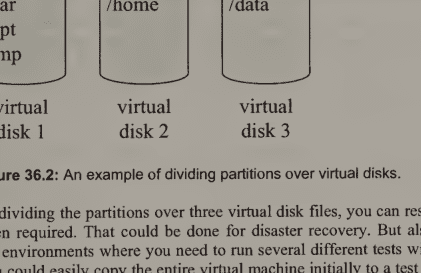 ar /home /data
pt
mp
virtual virtual virtual
disk 1 disk 2 disk 3
ure 36.2: An example of dividing partitions over virtual disks.
dividing the partitions over three virtual disk files, you can res
en required. That could be done for disaster recovery. But als
environments where you need to run several different tests wi
could easily copy the entire virtual machine initially to a test